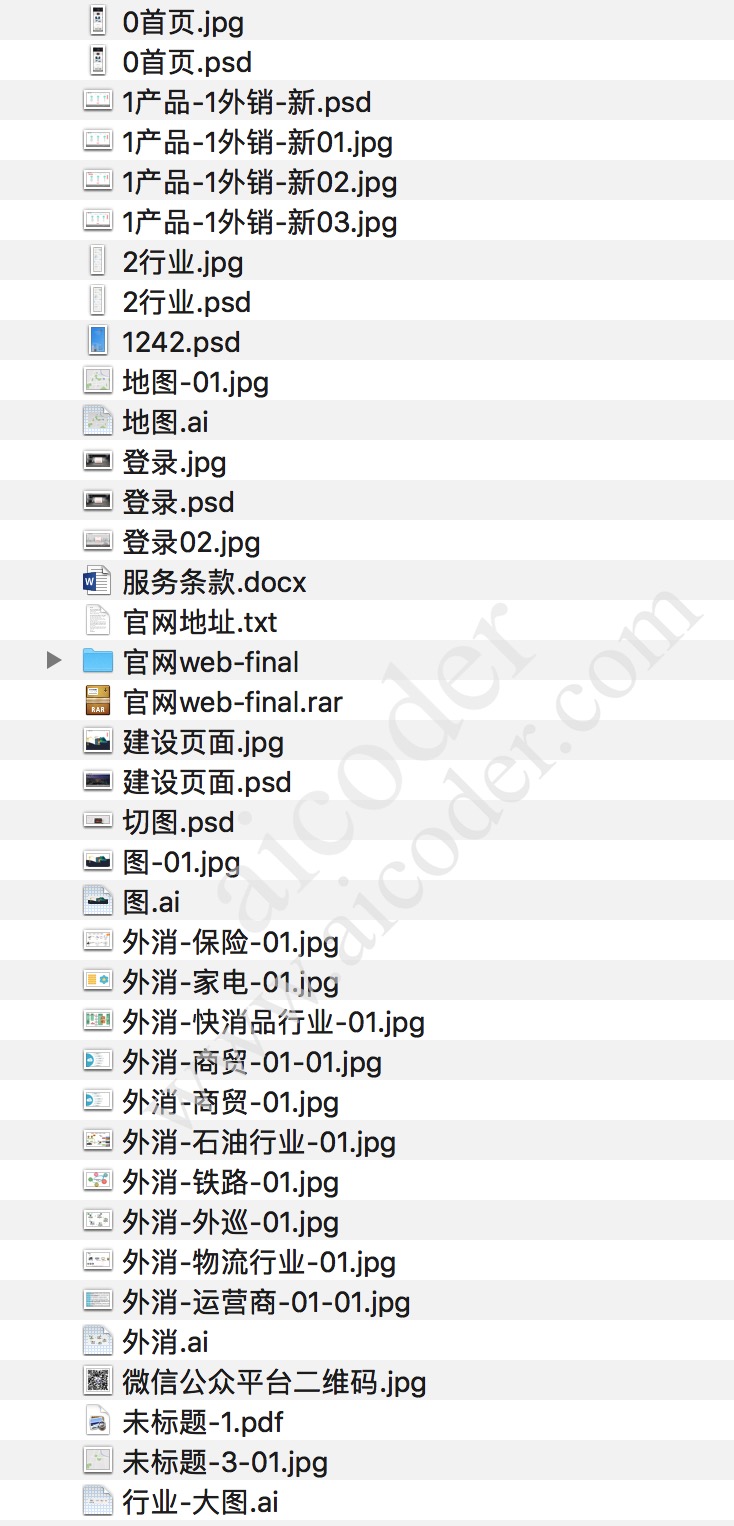 0首页.jpg
0首页.psd
1产品-1外销-新.psd
1产品-1外销-新01.jpg
1产品-1外销-新02.jpg
1产品-1外销-新03.jpg
2行业.jpg
2行业.psd
1242.psd
地图-01.jpg
地图.ai
登录.jpg
登录.psd
登录02.jpg
服务条款.docx
官网地址.txt
官网web-final
官网web-final.rar
建设页面.jpg
建设页面.psd
切图.psd
图-01.jpg
图.ai
外消-保险-01.jpg
外消-家电-01.jpg
外消-快消品行业-01.jpg
外消-商贸-01-01.jpg
外消-商贸-01.jpg
外消-石油行业-01.jpg
外消-铁路-01.jpg
外消-外巡-01.jpg
外消-物流行业-01.jpg
外消-运营商-01-01.jpg
外消.ai
微信公众平台二维码.jpg
未标题-1.pdf
未标题-3-01.jpg
行业-大图.ai
aicoder
www.aicoder.com